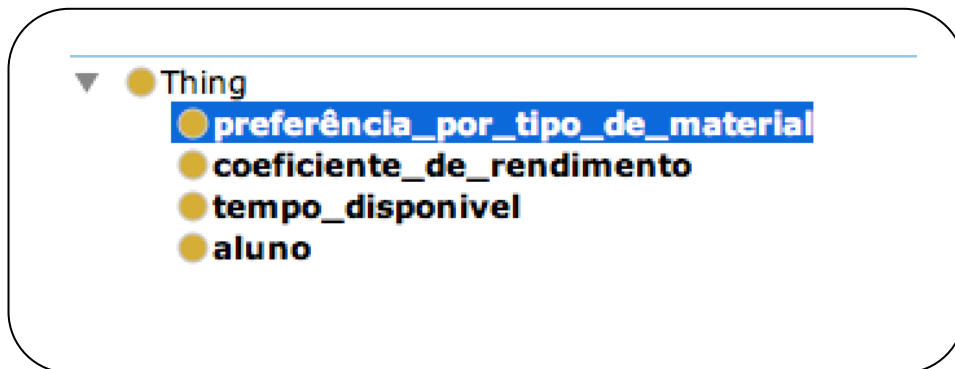 Thing
preferência_por_tipo_de_material
coeficiente_de_rendimento
tempo_disponivel
aluno